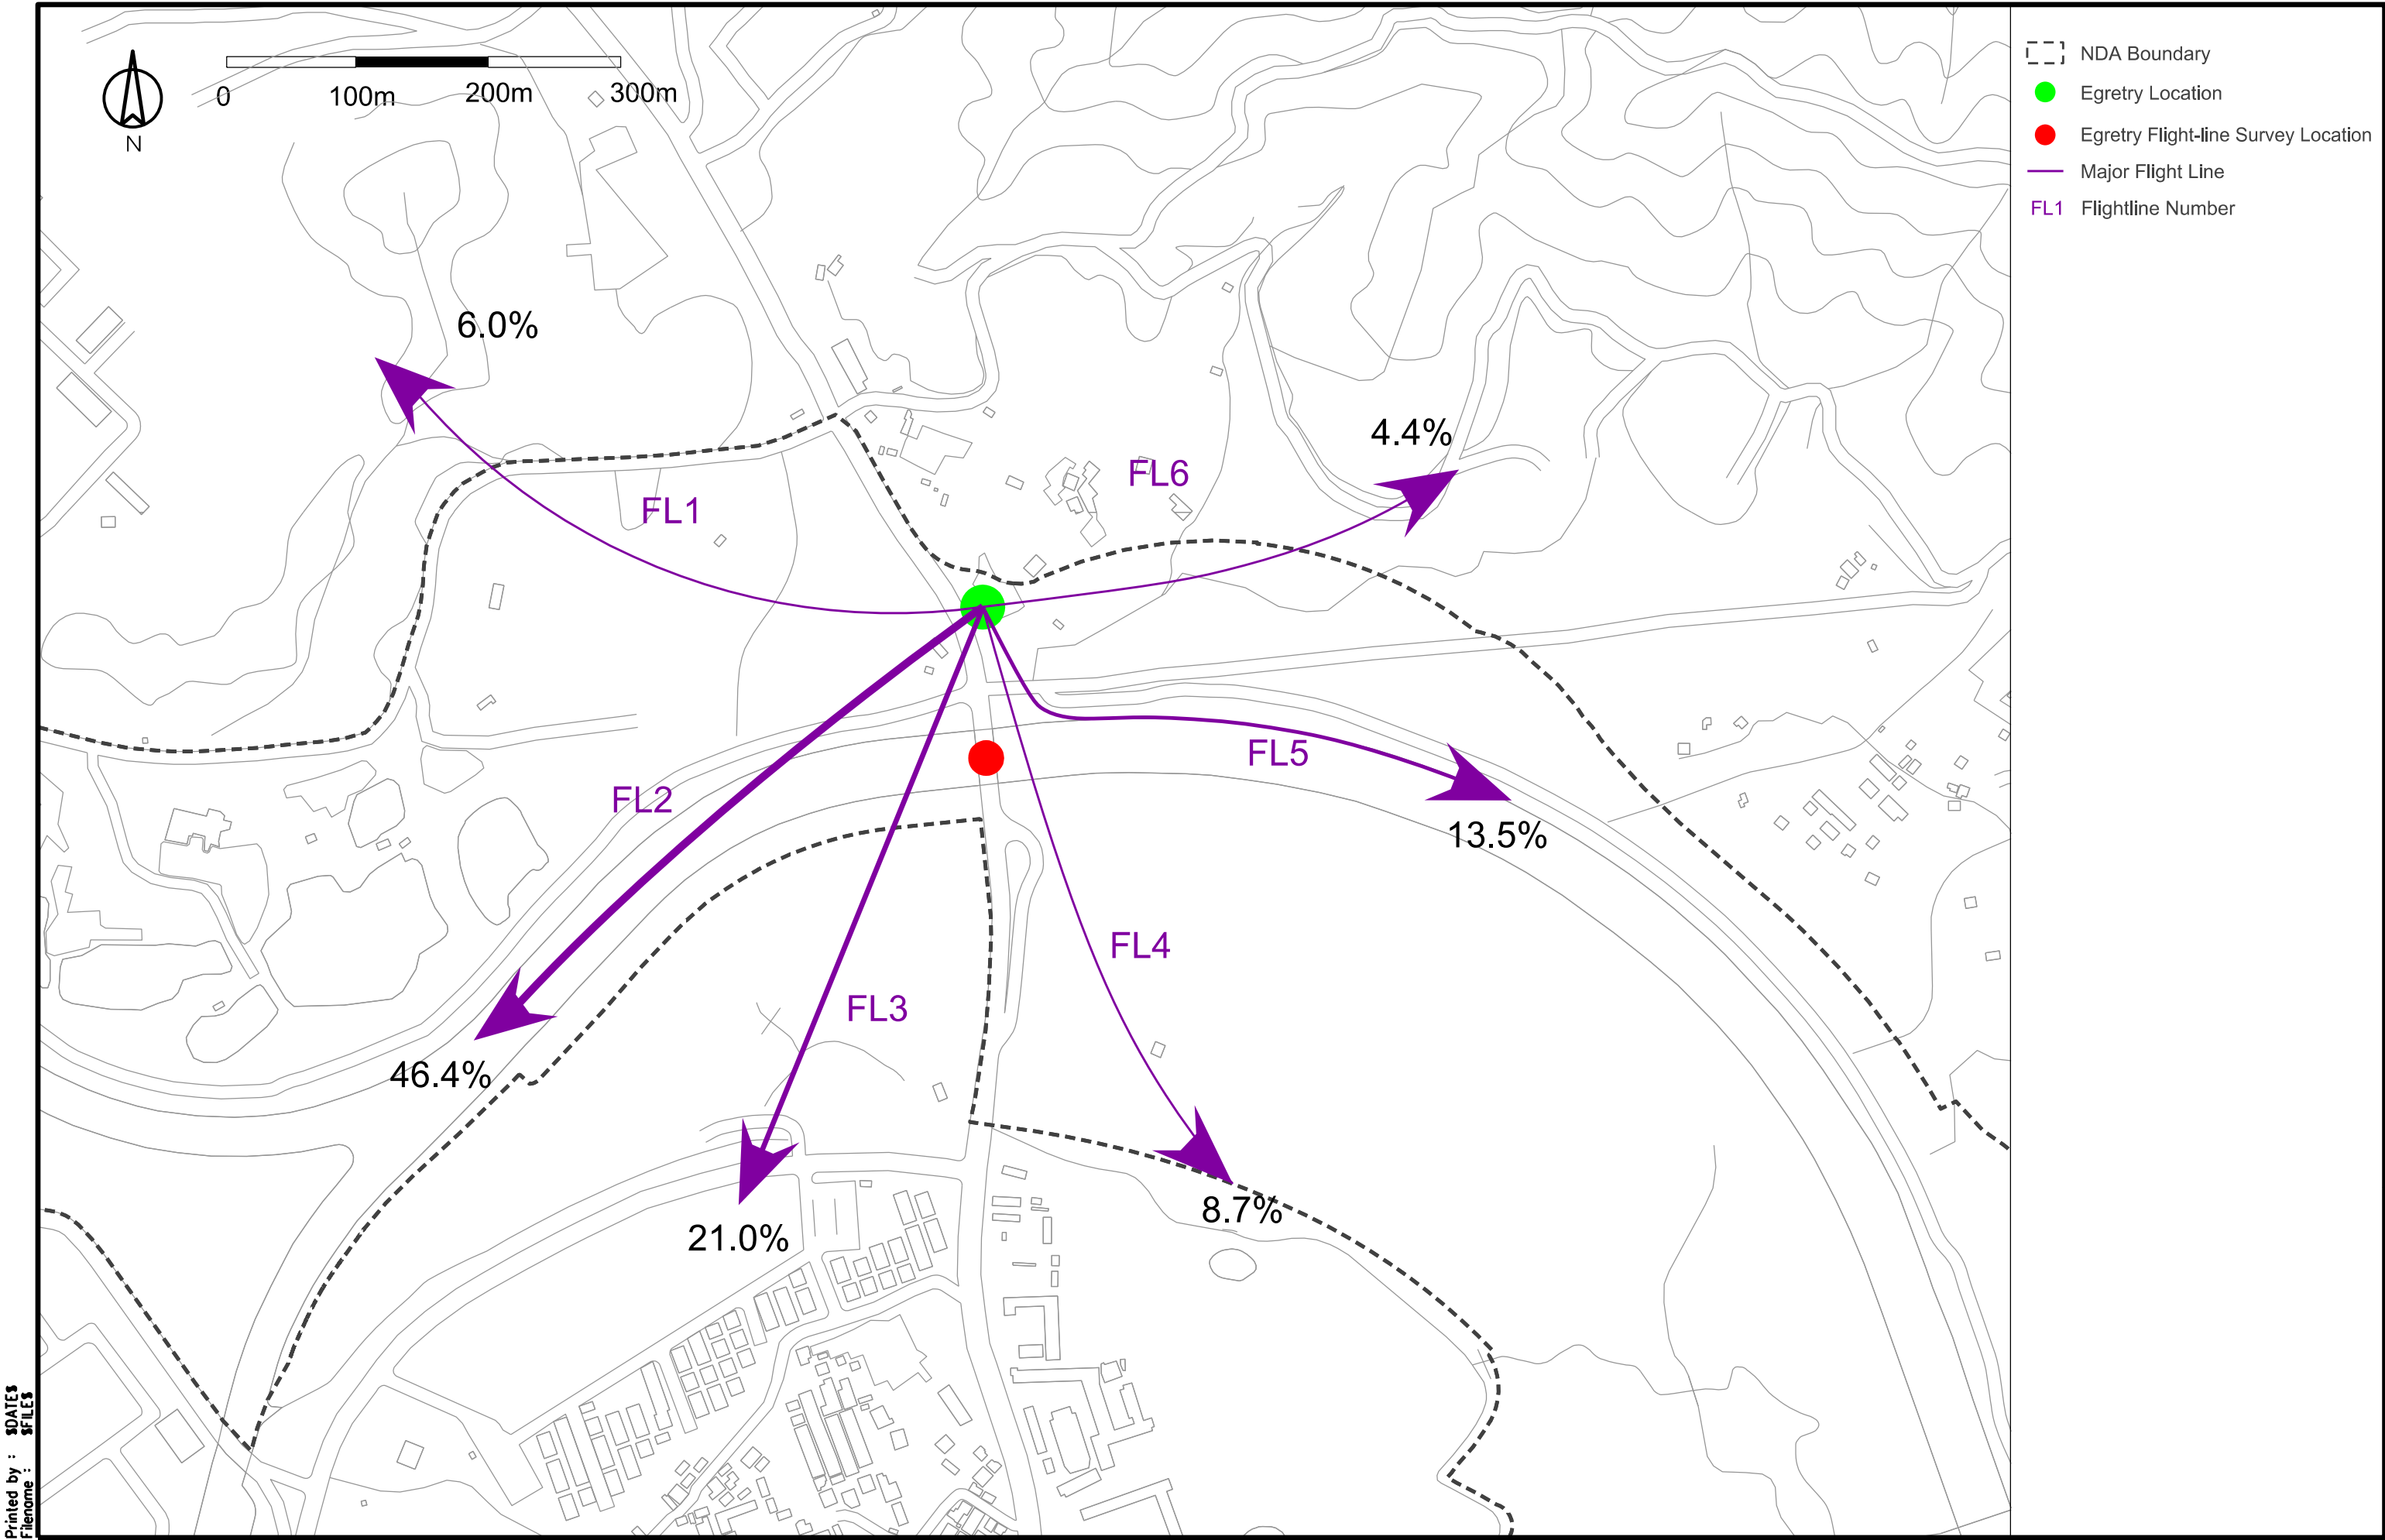 0 100m 200m 300m
N
NDA Boundary
Egretry Location
Egretry Flight-line Survey Location
Major Flight Line
FL1 Flightline Number
6.0%
4.4%
FL6
FL1
FL5
13.5%
FL2
FL4
FL3
46.4%
8.7%
21.0%
Printed by : $DATE$
Filename : $FILE$